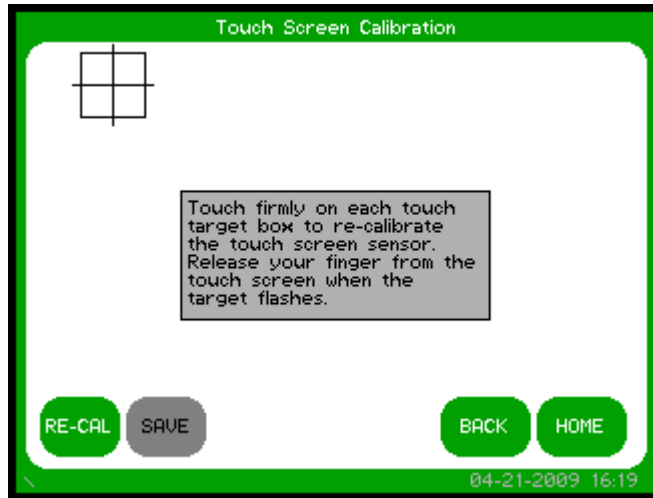 Touch Screen Calibration
Touch firmly on each touch
target box to re-calibrate
the touch screen sensor.
Release your finger from the
touch screen when the
target flashes.
RE-CAL SAVE BACK HOME
04-21-2009 16:19